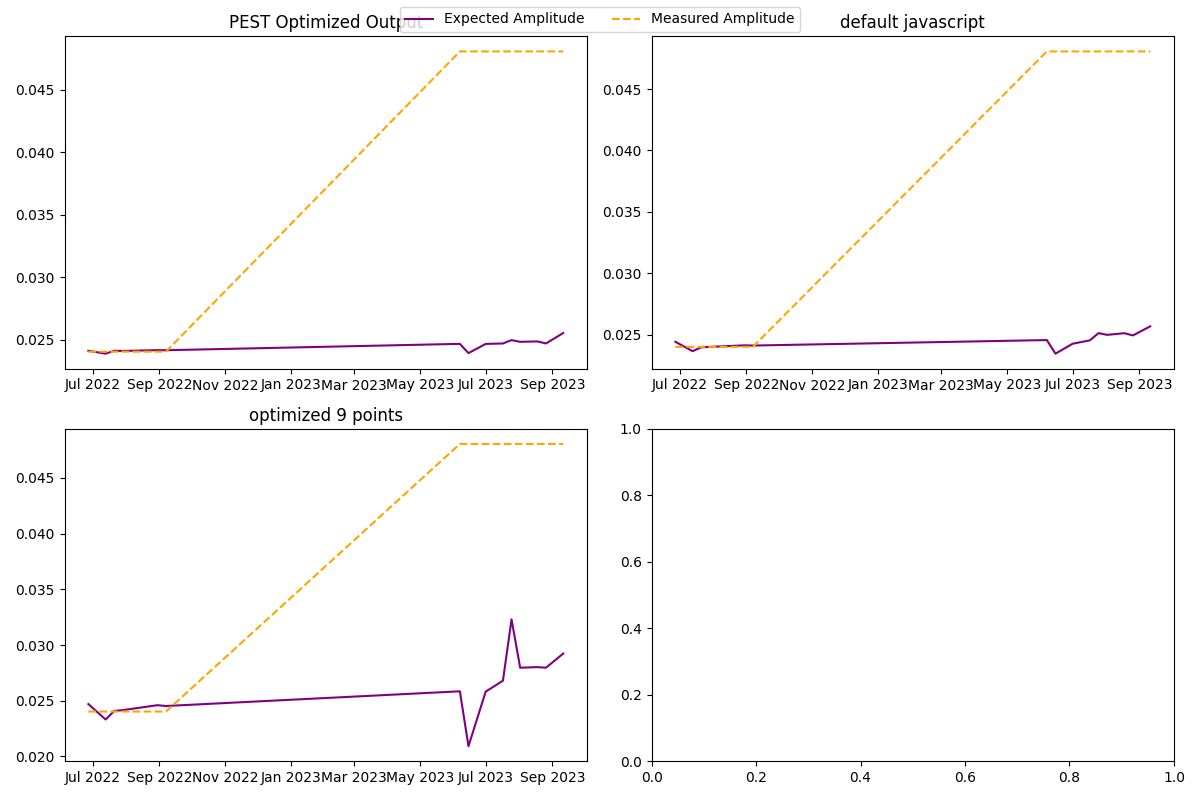 Expected Amplitude Measured Amplitude
PEST Optimized Output
default javascript
0.045
0.040
0.035
0.030
0.025
Jul 2022 Sep 2022 Nov 2022 Jan 2023 Mar 2023 May 2023 Jul 2023 Sep 2023
0.045
0.040
0.035
0.030
0.025
Jul 2022 Sep 2022 Nov 2022 Jan 2023 Mar 2023 May 2023 Jul 2023 Sep 2023
optimized 9 points
0.045
0.040
0.035
0.030
0.025
0.020
Jul 2022 Sep 2022 Nov 2022 Jan 2023 Mar 2023 May 2023 Jul 2023 Sep 2023
1.0
0.8
0.6
0.4
0.2
0.0
0.0 0.2 0.4 0.6 0.8 1.0